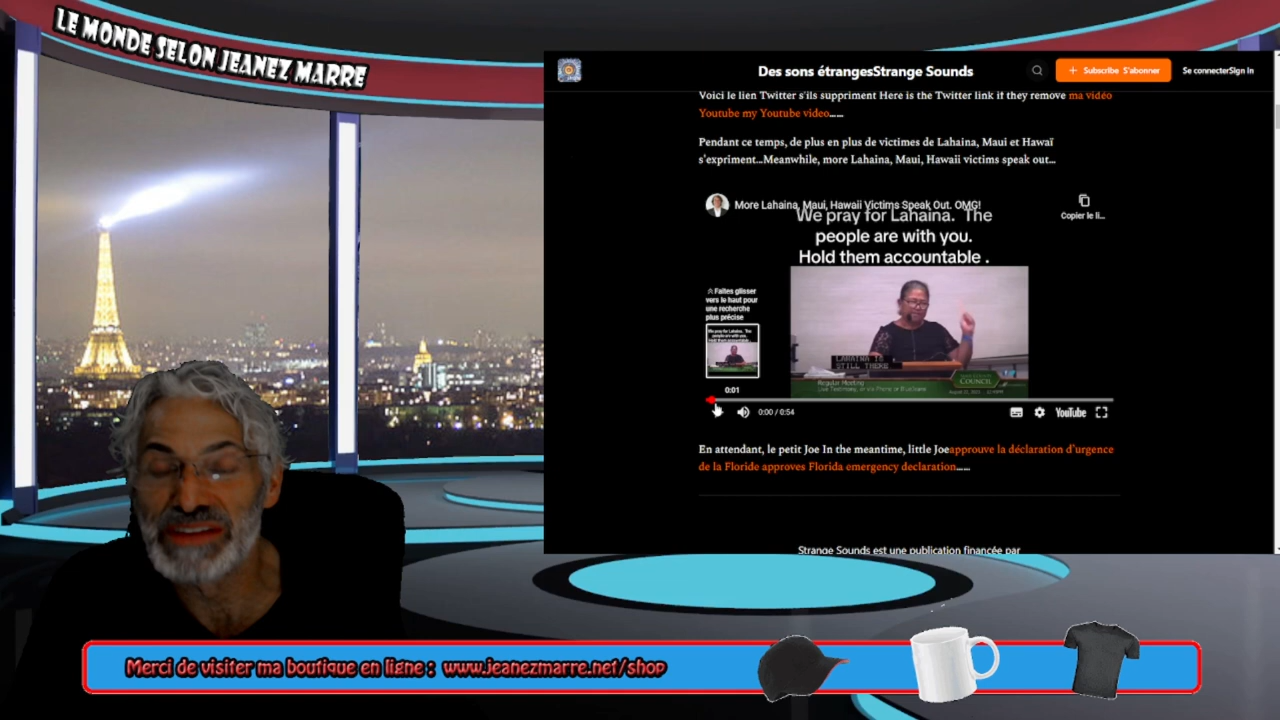 LE MONDE SELON JEANEZ MARRE
Des sons étrangesStrange Sounds
Subscribe S'abonner
Se connecterSign in
Voici le lien Twitter s'ils suppriment Here is the Twitter link if they remove ma vidéo
Youtube my Youtube video……
Pendant ce temps, de plus en plus de victimes de Lahaina, Maui et Hawaï
s'expriment…Meanwhile, more Lahaina, Maui, Hawaii victims speak out…
More Lahaina, Maui, Hawaii Victims Speak Out. OMG!
Copier le li...
We pray for Lahaina. The
people are with you.
Hold them accountable .
Faites glisser
vers le haut pour
une recherche
plus précise
LAHAINA IS
STILL THERE
Regular Meeting
COUNCIL
0:01
0:00 / 0:54
YouTube
En attendant, le petit Joe In the meantime, little Joeapprouve la déclaration d'urgence
de la Floride approves Florida emergency declaration……
Strange Sounds est une publication financée par
Merci de visiter ma boutique en ligne : www.jeanezmarre.net/shop